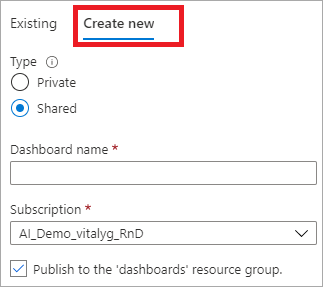 Existing Create new
Type
Private
Shared
Dashboard name *
Subscription *
AI_Demo_vitalyg_RnD
Publish to the 'dashboards' resource group.